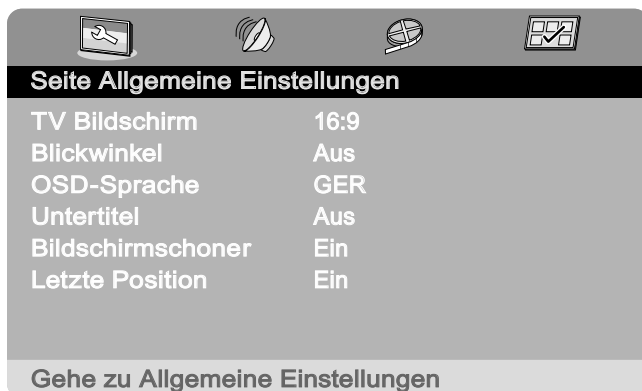 Seite Allgemeine Einstellungen
TV Bildschirm 16:9
Blickwinkel Aus
OSD-Sprache GER
Untertitel Aus
Bildschirmschoner Ein
Letzte Position Ein
Gehe zu Allgemeine Einstellungen